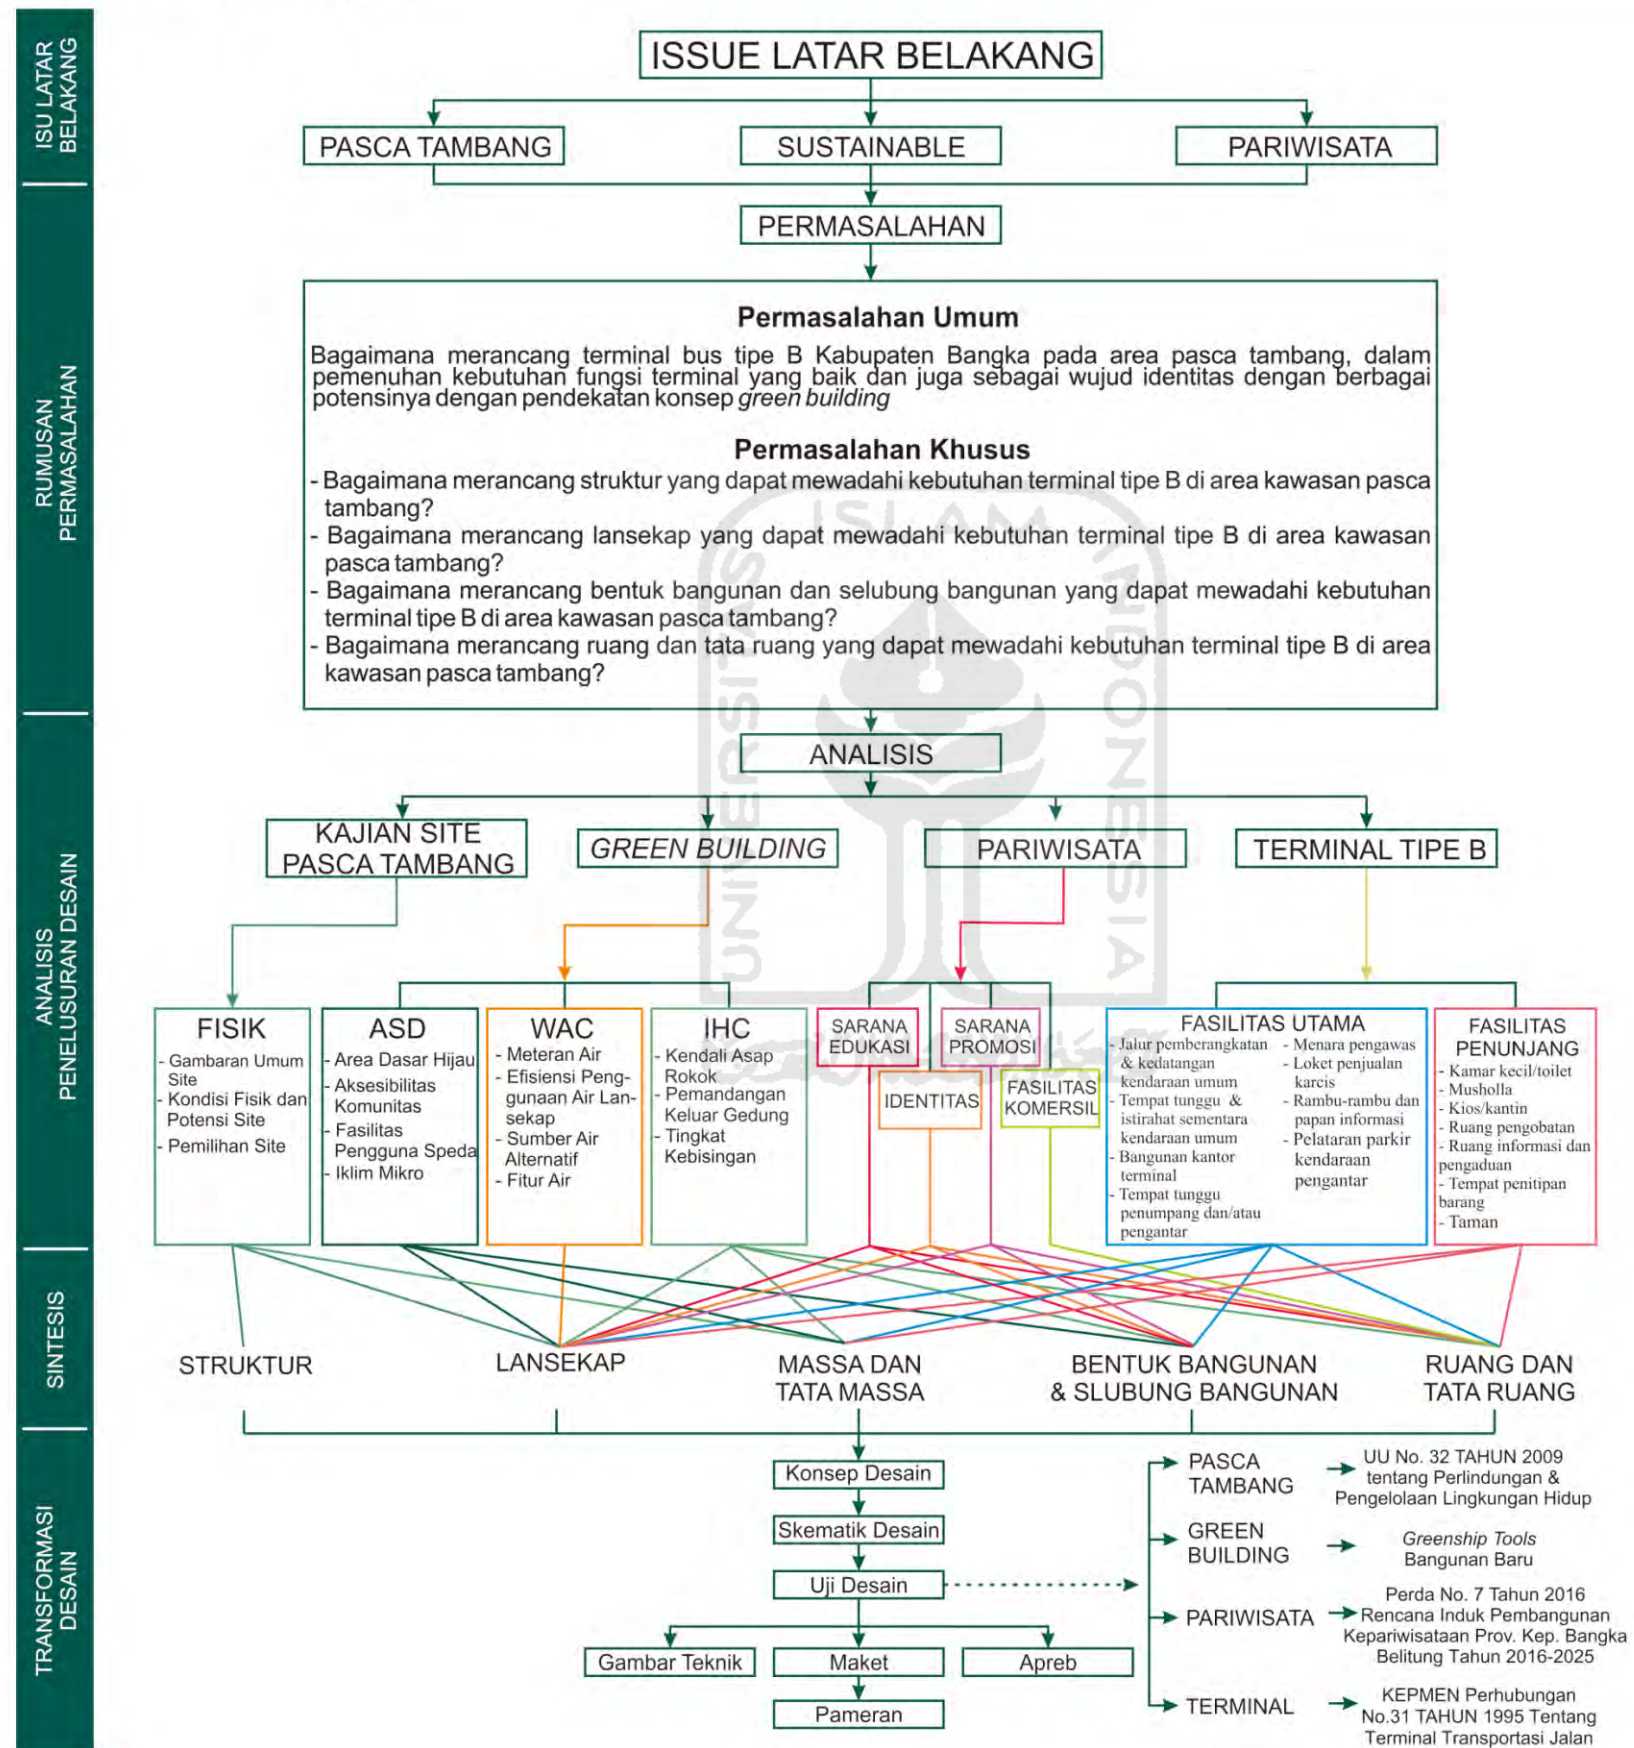 ISU LATAR
BELAKANG
ISSUE LATAR BELAKANG
PASCA TAMBANG
SUSTAINABLE
PARIWISATA
RUMUSAN
PERMASALAHAN
PERMASALAHAN
Permasalahan Umum
Bagaimana merancang terminal bus tipe B Kabupaten Bangka pada area pasca tambang, dalam
pemenuhan kebutuhan fungsi terminal yang baik dan juga sebagai wujud identitas dengan berbagai
potensinya dengan pendekatan konsep green building
Permasalahan Khusus
- Bagaimana merancang struktur yang dapat mewadahi kebutuhan terminal tipe B di area kawasan pasca
tambang?
- Bagaimana merancang lansekap yang dapat mewadahi kebutuhan terminal tipe B di area kawasan
pasca tambang?
- Bagaimana merancang bentuk bangunan dan selubung bangunan yang dapat mewadahi kebutuhan
terminal tipe B di area kawasan pasca tambang?
- Bagaimana merancang ruang dan tata ruang yang dapat mewadahi kebutuhan terminal tipe B di area
kawasan pasca tambang?
UNIVERSITAS
ISLAM
INDONESIA
ANALISIS
PENELUSURAN DESAIN
ANALISIS
KAJIAN SITE
PASCA TAMBANG
GREEN BUILDING
PARIWISATA
TERMINAL TIPE B
FISIK
- Gambaran Umum
Site
- Kondisi Fisik dan
Potensi Site
- Pemilihan Site
ASD
- Area Dasar Hijau
- Aksesibilitas
Komunitas
- Fasilitas
Pengguna Speda
- Iklim Mikro
WAC
- Meteran Air
- Efisiensi Peng-
gunaan Air Lan-
sekap
- Sumber Air
Alternatif
- Fitur Air
IHC
- Kendali Asap
Rokok
- Pemandangan
Keluar Gedung
- Tingkat
Kebisingan
SARANA
EDUKASI
IDENTITAS
SARANA
PROMOSI
FASILITAS
KOMERSIL
FASILITAS UTAMA
- Jalur pemberangkatan
& kedatangan
kendaraan umum
- Tempat tunggu &
istirahat sementara
kendaraan umum
- Bangunan kantor
terminal
- Tempat tunggu
penumpang dan/atau
pengantar
- Menara pengawas
- Loket penjualan
karcis
- Rambu-rambu dan
papan informasi
- Pelataran parkir
kendaraan
pengantar
FASILITAS
PENUNJANG
- Kamar kecil/toilet
- Musholla
- Kios/kantin
- Ruang pengobatan
- Ruang informasi dan
pengaduan
- Tempat penitipan
barang
- Taman
SINTESIS
STRUKTUR
LANSEKAP
MASSA DAN
TATA MASSA
BENTUK BANGUNAN
& SLUBUNG BANGUNAN
RUANG DAN
TATA RUANG
TRANSFORMASI
DESAIN
Konsep Desain
Skematik Desain
Uji Desain
Gambar Teknik
Maket
Apreb
Pameran
PASCA
TAMBANG
UU No. 32 TAHUN 2009
tentang Perlindungan &
Pengelolaan Lingkungan Hidup
GREEN
BUILDING
Greenship Tools
Bangunan Baru
PARIWISATA
Perda No. 7 Tahun 2016
Rencana Induk Pembangunan
Kepariwisataan Prov. Kep. Bangka
Belitung Tahun 2016-2025
TERMINAL
KEPMEN Perhubungan
No.31 TAHUN 1995 Tentang
Terminal Transportasi Jalan